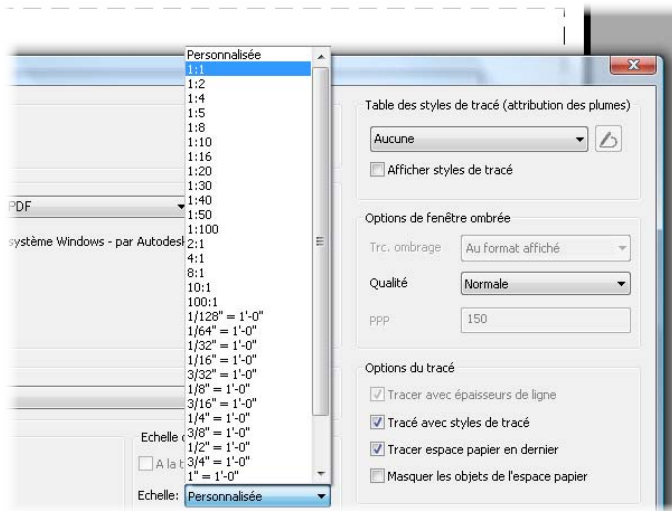 Personnalisée
1:1
1:2
1:4
1:5
1:8
1:10
1:16
1:20
1:30
1:40
1:50
1:100
2:1
4:1
8:1
10:1
100:1
1/128" = 1'-0"
1/64" = 1'-0"
1/32" = 1'-0"
1/16" = 1'-0"
3/32" = 1'-0"
1/8" = 1'-0"
3/16" = 1'-0"
1/4" = 1'-0"
3/8" = 1'-0"
1/2" = 1'-0"
3/4" = 1'-0"
1" = 1'-0"
PDF
système Windows - par Autodes
Echelle
A la
Echelle: Personnalisée
Table des styles de tracé (attribution des plumes)
Aucune
Afficher styles de tracé
Options de fenêtre ombrée
Trc. ombrage Au format affiché
Qualité Normale
PPP 150
Options du tracé
Tracer avec épaisseurs de ligne
Tracé avec styles de tracé
Tracer espace papier en dernier
Masquer les objets de l'espace papier